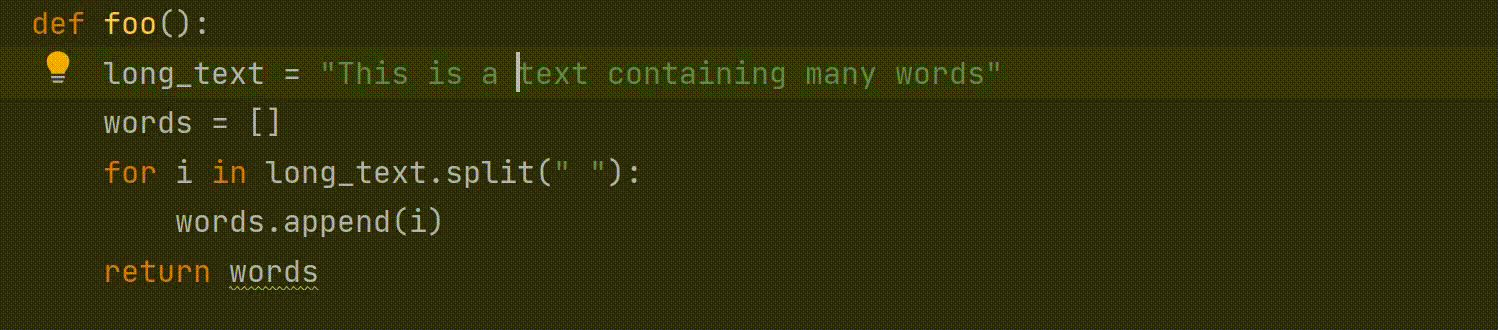 def foo():
    long_text = "This is a text containing many words"
    words = []
    for i in long_text.split(" "):
        words.append(i)
    return words